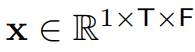 𝐱 ∈ ℝ^{1×T×F}